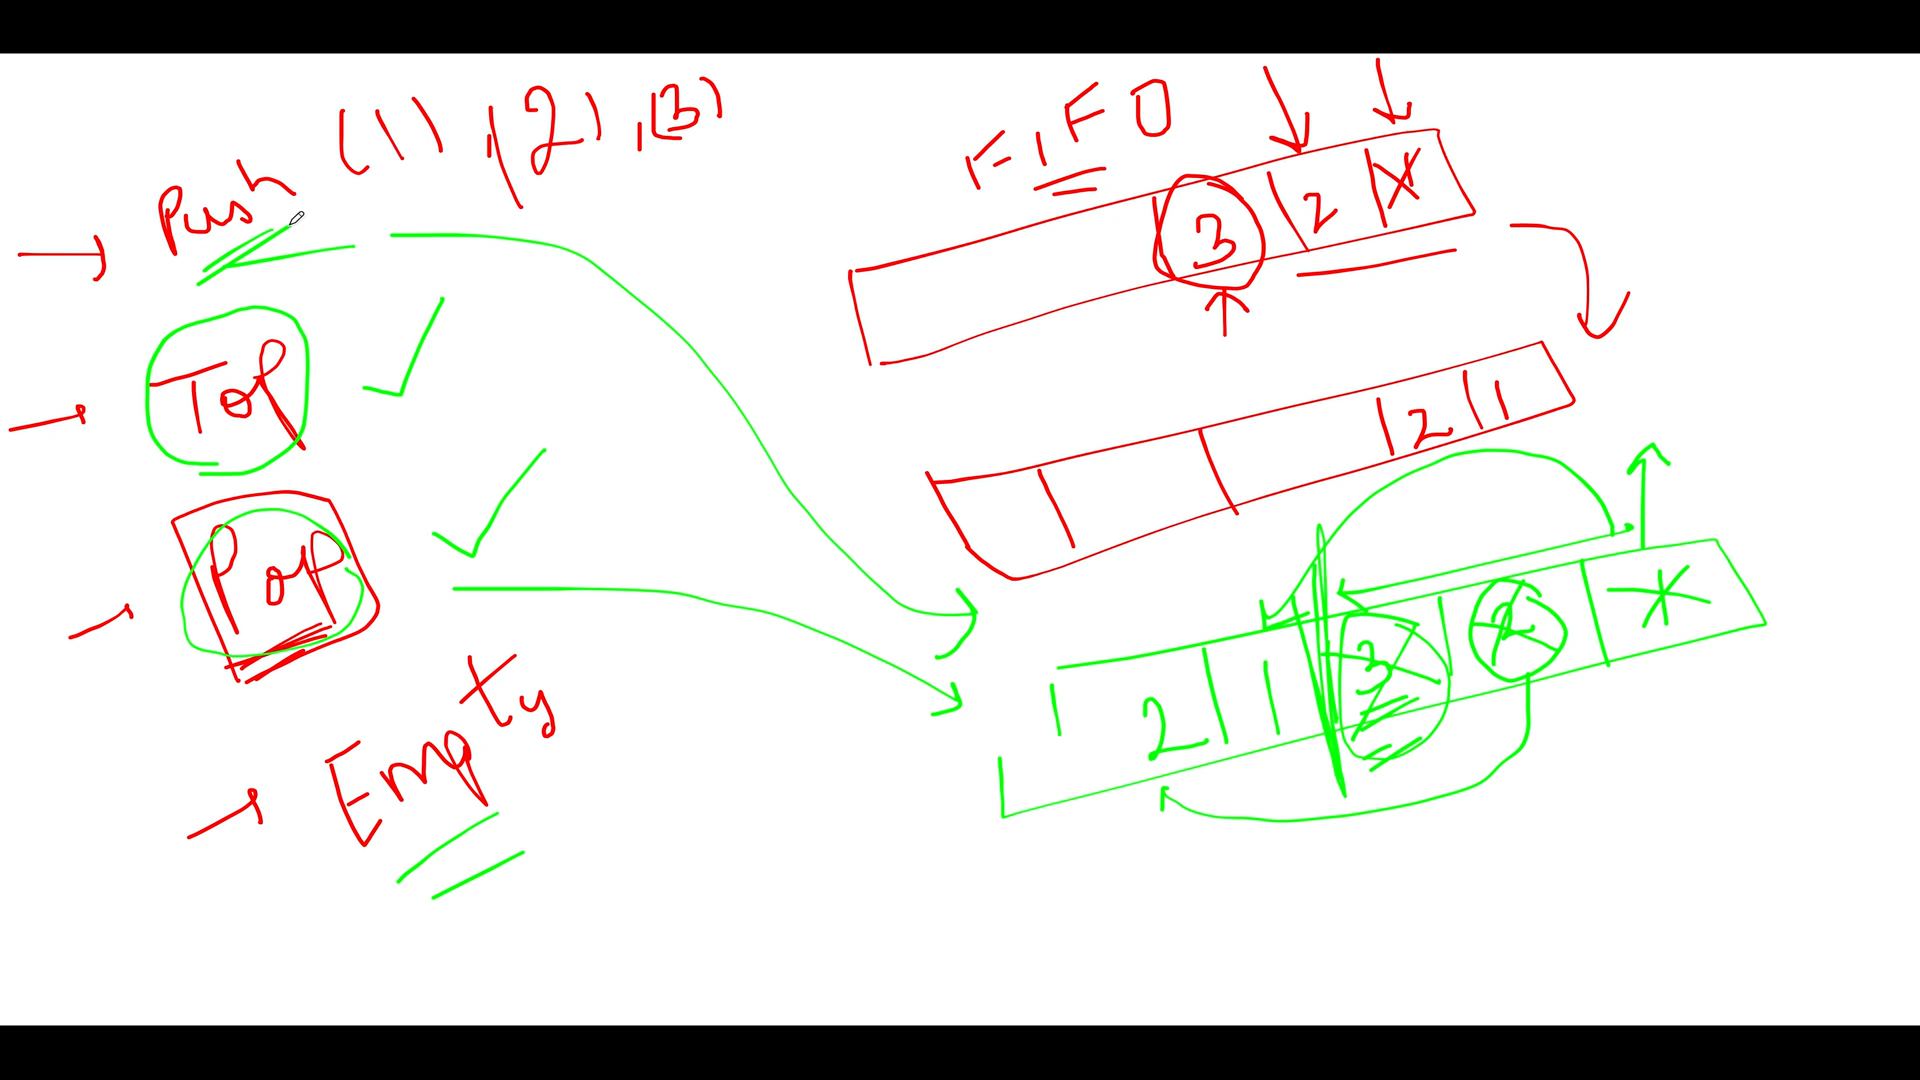 Push (1), (2), (3)
Top
Pop
Empty
FIFO
3 | 2 |
2 | 1
2 | 1 | 3 | 2 |